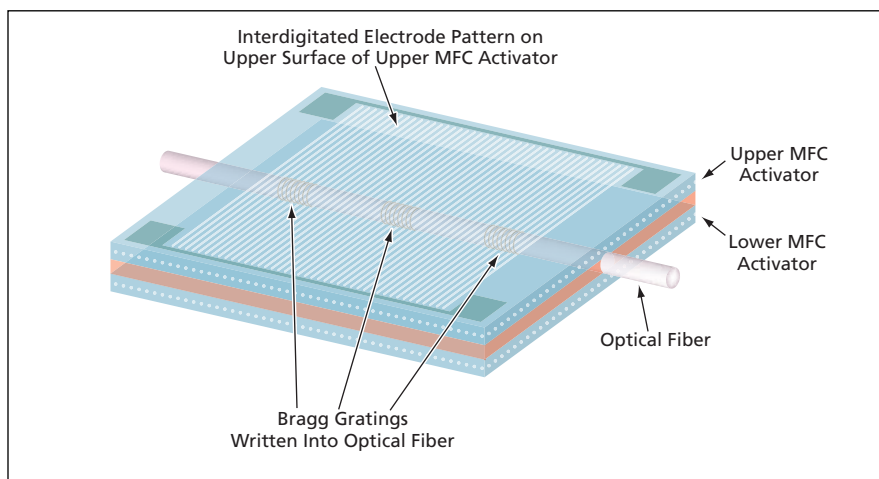 Interdigitated Electrode Pattern on
Upper Surface of Upper MFC Activator
Upper MFC
Activator
Lower MFC
Activator
Optical Fiber
Bragg Gratings
Written Into Optical Fiber